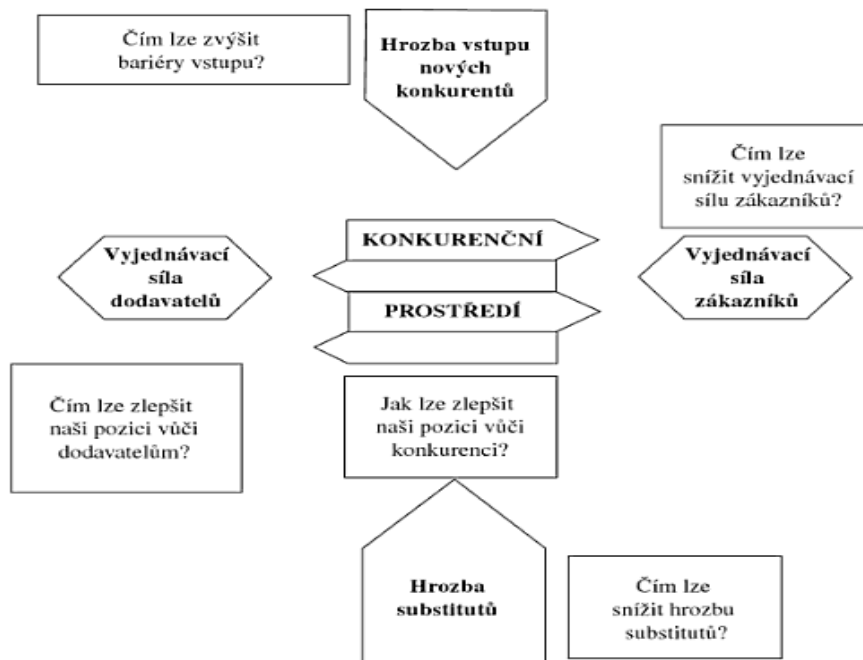 Čím lze zvýšit
bariéry vstupu?
Hrozba vstupu
nových
konkurentů
Čím lze
snížit vyjednávací
sílu zákazníků?
Vyjednávací
síla
dodavatelů
KONKURENČNÍ
PROSTŘEDÍ
Vyjednávací
síla
zákazníků
Čím lze zlepšit
naši pozici vůči
dodavatelům?
Jak lze zlepšit
naši pozici vůči
konkurenci?
Hrozba
substitutů
Čím lze
snížit hrozbu
substitutů?